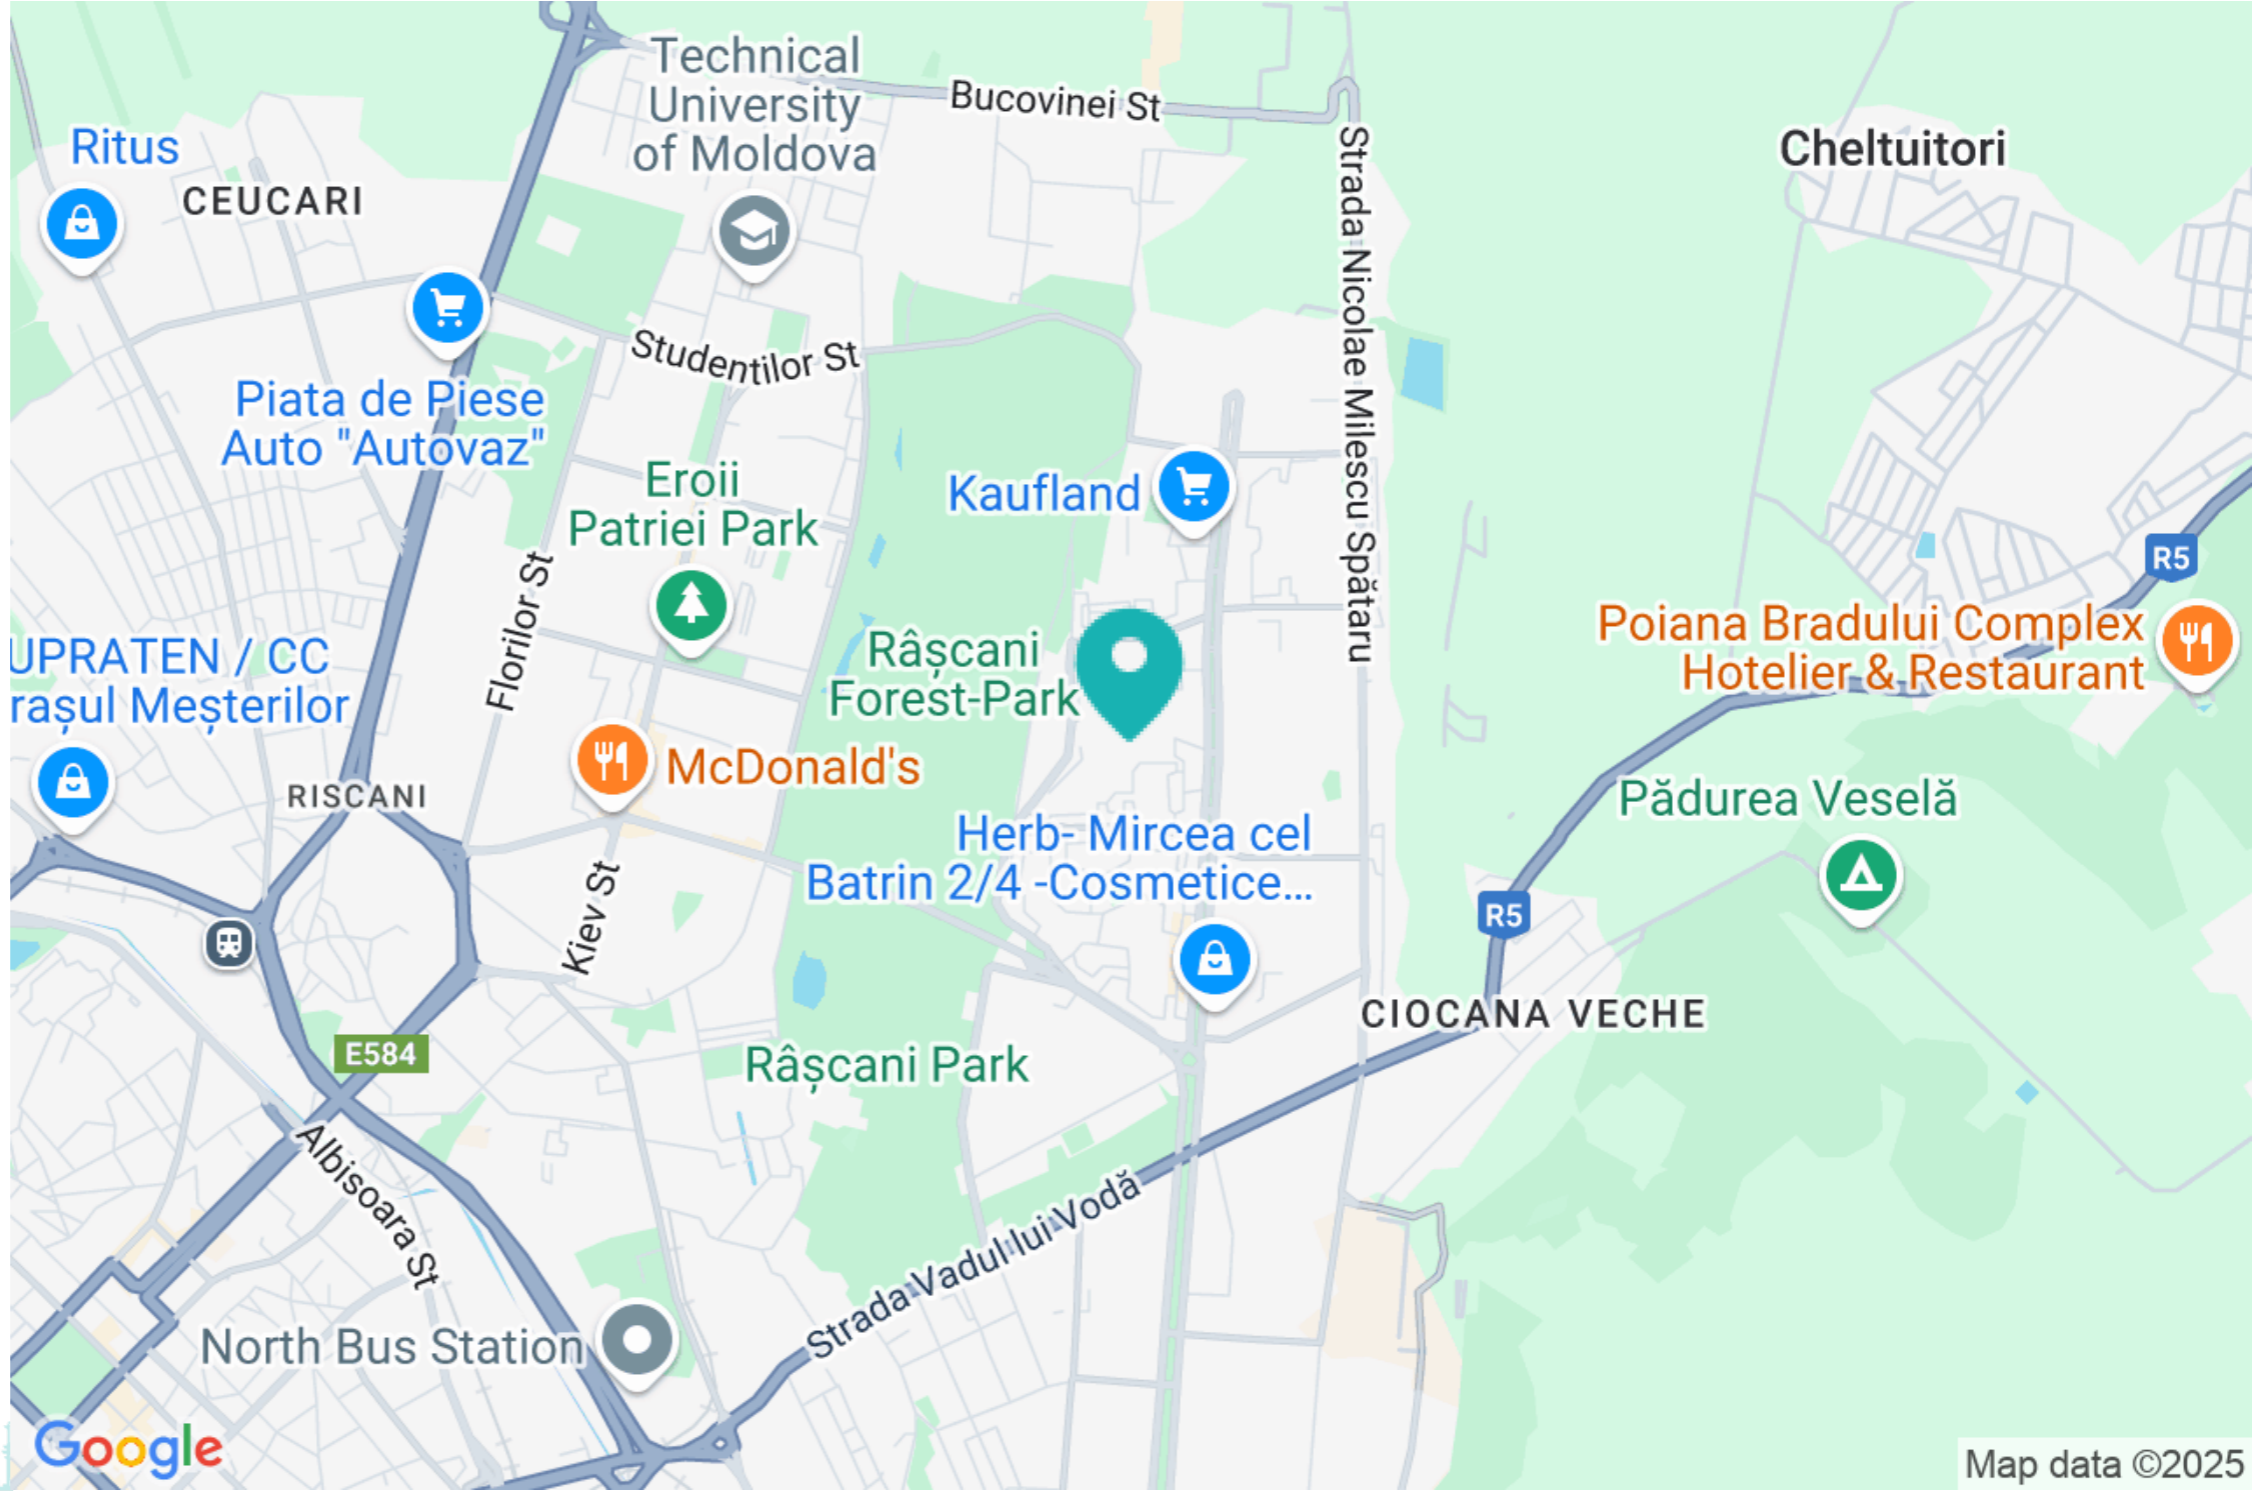 Technical
University
of Moldova
Bucovinei St
Ritus
CEUCARI
Cheltuitori
Strada Nicolae Milescu Spătaru
Studentilor St
Piata de Piese
Auto "Autovaz"
Eroii
Patriei Park
Kaufland
R5
Florilor St
Poiana Bradului Complex
Hotelier & Restaurant
UPRATEN / CC
rașul Meșterilor
Râșcani
Forest-Park
McDonald's
RISCANI
Pădurea Veselă
Herb- Mircea cel
Batrin 2/4 -Cosmetice...
Kiev St
R5
CIOCANA VECHE
E584
Râșcani Park
Albisoara St
Strada Vadul lui Vodă
North Bus Station
Google
Map data ©2025